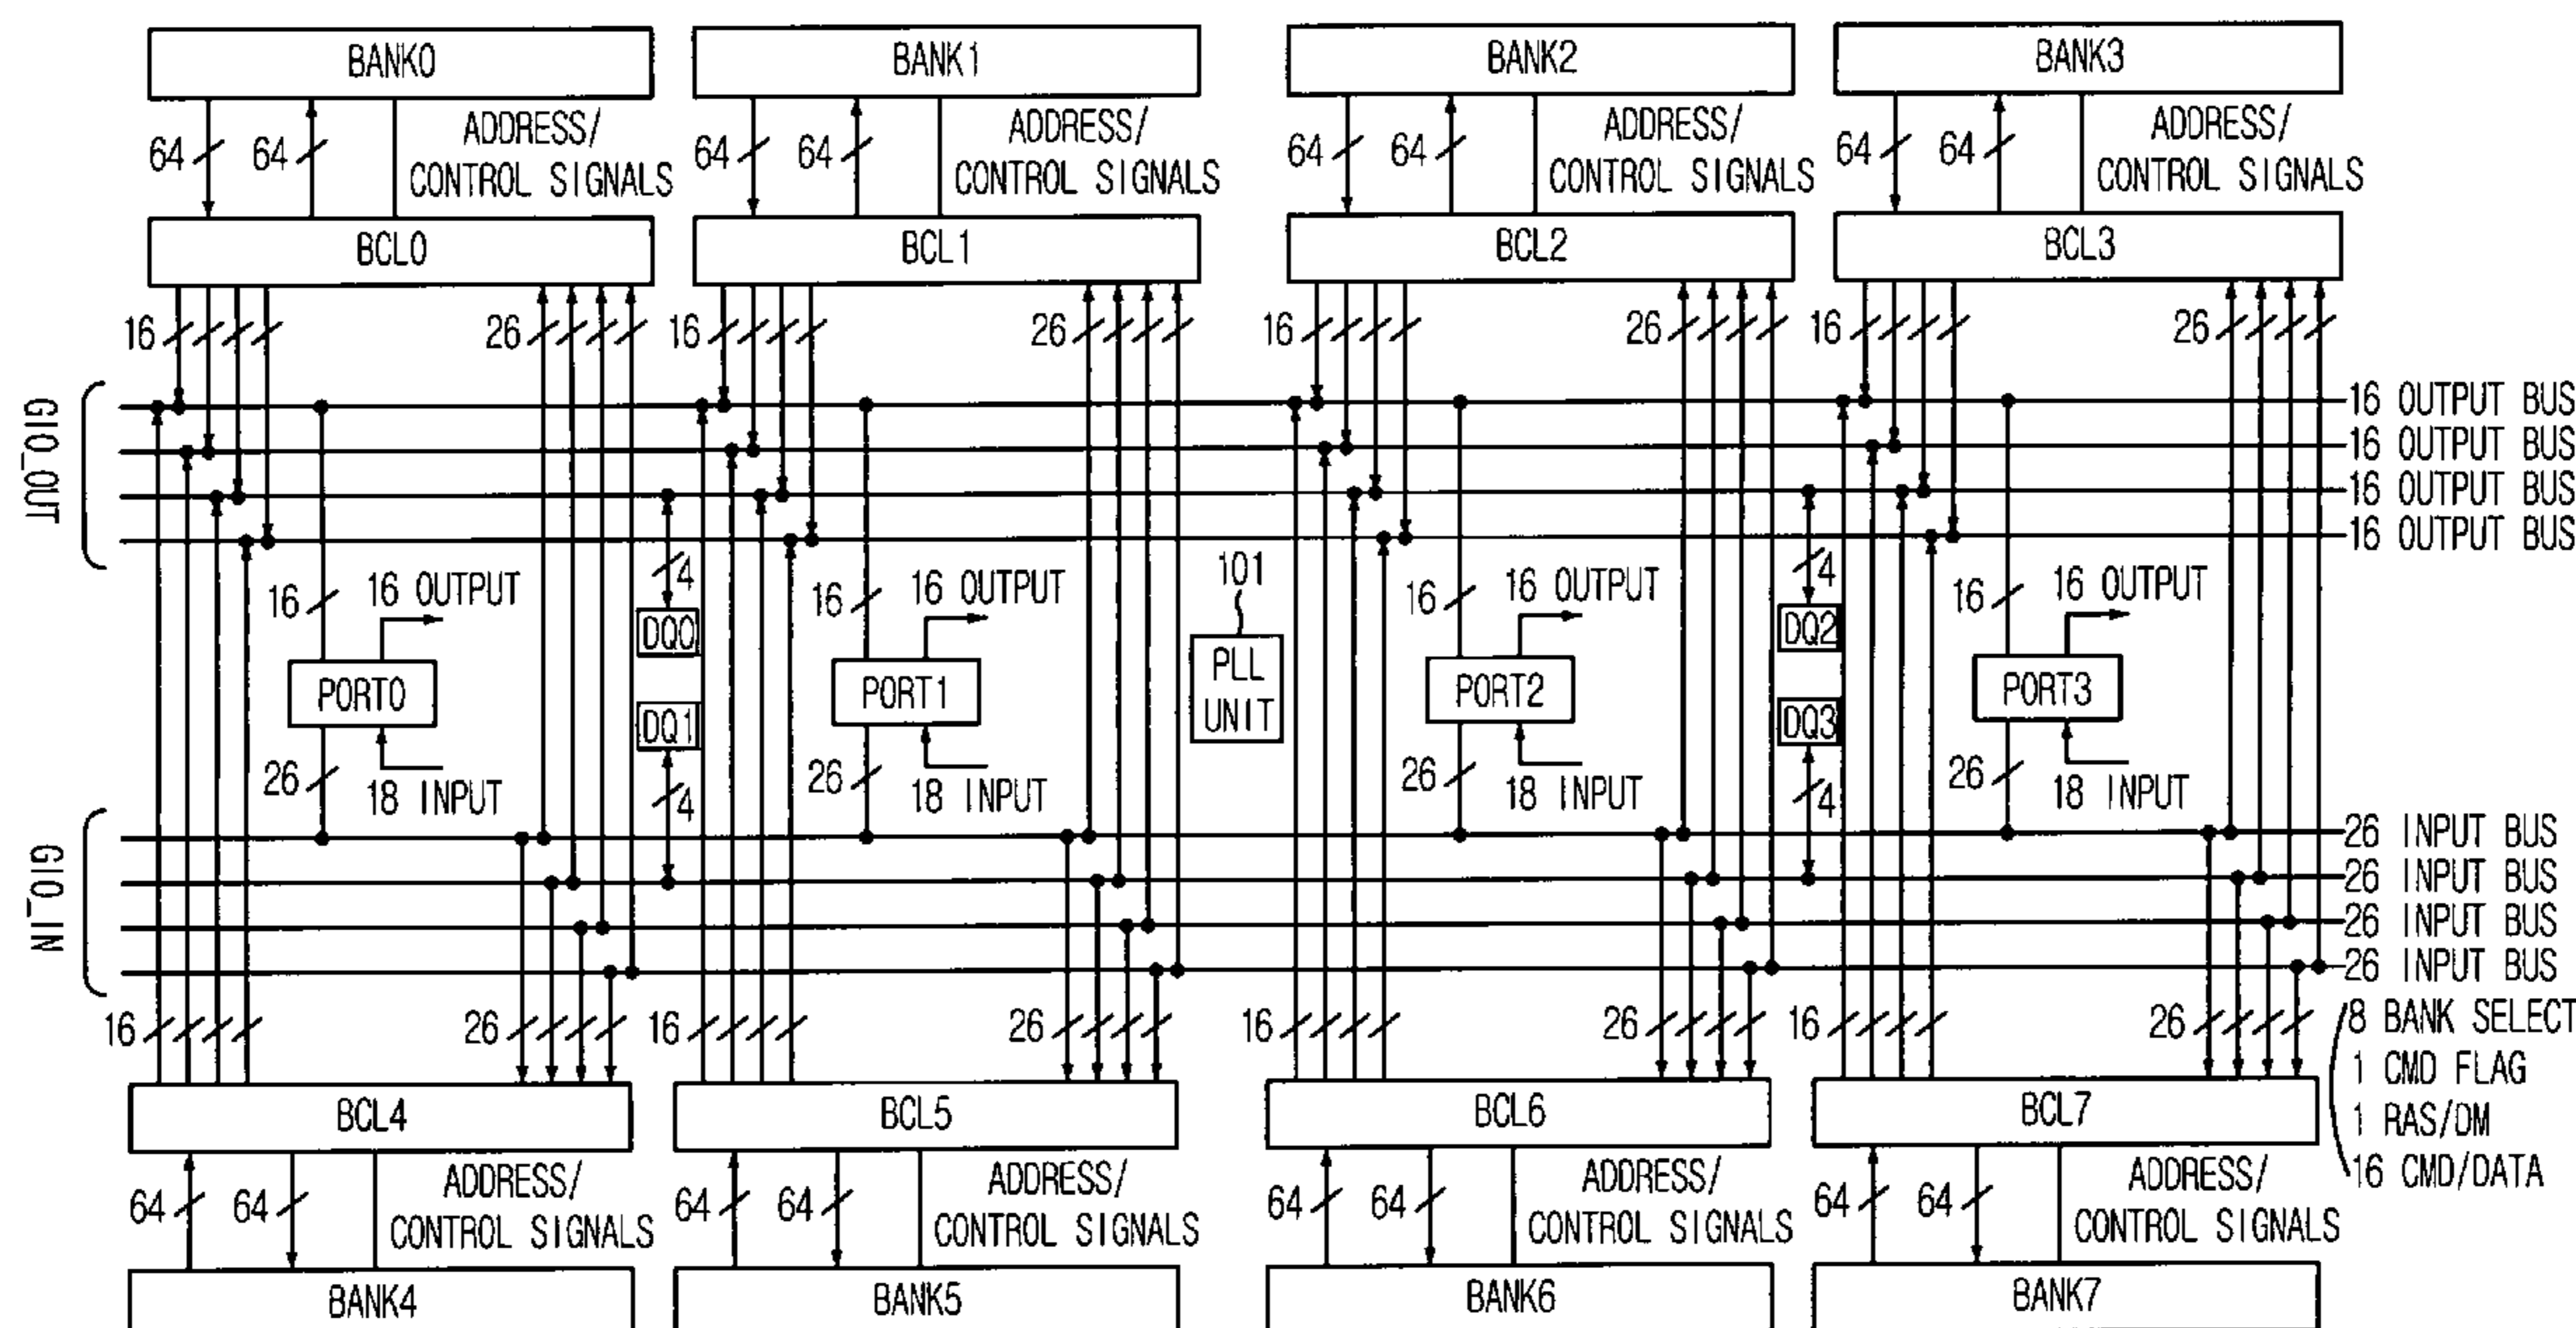 BANK0 BANK1 BANK2 BANK3
ADDRESS/ ADDRESS/ ADDRESS/ ADDRESS/
64 64 CONTROL SIGNALS 64 64 CONTROL SIGNALS 64 64 CONTROL SIGNALS 64 64 CONTROL SIGNALS
BCL0 BCL1 BCL2 BCL3
16 26 16 26 16 26 16 26
GIO_OUT
16 OUTPUT BUS
16 OUTPUT BUS
16 OUTPUT BUS
16 OUTPUT BUS
16 16 OUTPUT 4 16 16 OUTPUT 101 16 16 OUTPUT 4 16 16 OUTPUT
DQ0 DQ2
PORT0 PORT1 PLL UNIT PORT2 PORT3
DQ1 DQ3
26 18 INPUT 4 26 18 INPUT 26 18 INPUT 4 26 18 INPUT
GIO_IN
26 INPUT BUS
26 INPUT BUS
26 INPUT BUS
26 INPUT BUS
16 26 16 26 16 26 16 26
8 BANK SELECT
1 CMD FLAG
1 RAS/DM
16 CMD/DATA
BCL4 BCL5 BCL6 BCL7
ADDRESS/ ADDRESS/ ADDRESS/ ADDRESS/
64 64 CONTROL SIGNALS 64 64 CONTROL SIGNALS 64 64 CONTROL SIGNALS 64 64 CONTROL SIGNALS
BANK4 BANK5 BANK6 BANK7